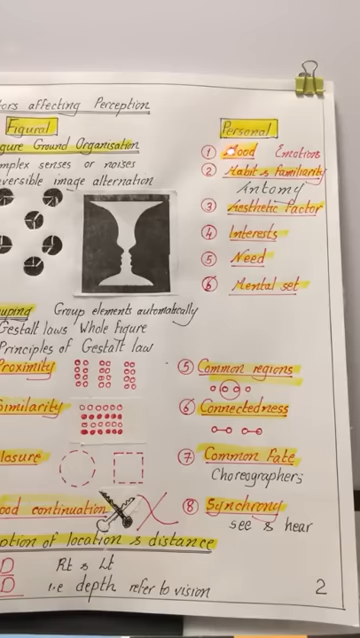 ors affecting Perception
Figural
gure Ground Organisation
mplex senses or noises
versible image alternation
Personal
① Mood Emotions
② Habit & Familiarity
Antomy
③ Aesthetic Factor
④ Interests
⑤ Need
⑥ Mental set
uping Group elements automatically
Gestalt laws Whole figure
Principles of Gestalt law
Proximity
Similarity
losure
ood continuation
⑤ Common regions
⑥ Connectedness
⑦ Common Fate
Choreographers
⑧ Synchrony
see & hear
ption of location & distance
D Rt & Lt
D i.e depth refer to vision
2